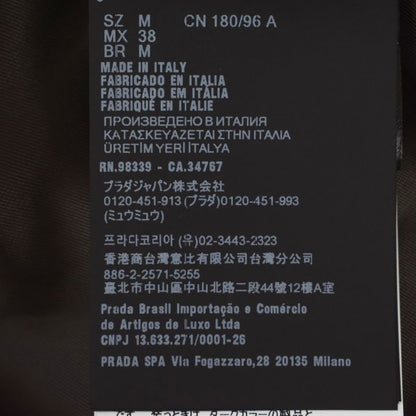 SZ M CN 180/96 A
MX 38
BR M
MADE IN ITALY
FABRICADO EN ITALIA
FABRICADO EM ITÁLIA
FABRIQUÉ EN ITALIE
ПРОИЗВЕДЕНО В ИТАЛИЯ
ΚΑΤΑΣΚΕΥΑΖΕΤΑΙ ΣΤΗΝ ΙΤΑΛΙΑ
ÜRETİM YERİ İTALYA
RN.98339 - CA.34767
プラダジャパン株式会社
0120-451-913 (プラダ)0120-451-993
(ミュウミュウ)
프라다코리아 (유)02-3443-2323
香港商台灣意比有限公司台灣分公司
886-2-2571-5255
臺北市中山區中山北路二段44號12樓A
Prada Brasil Importação e Comércio
de Artigos de Luxo Ltda
CNPJ 13.633.271/0001-26
PRADA SPA Via Fogazzaro,28 20135 Milano